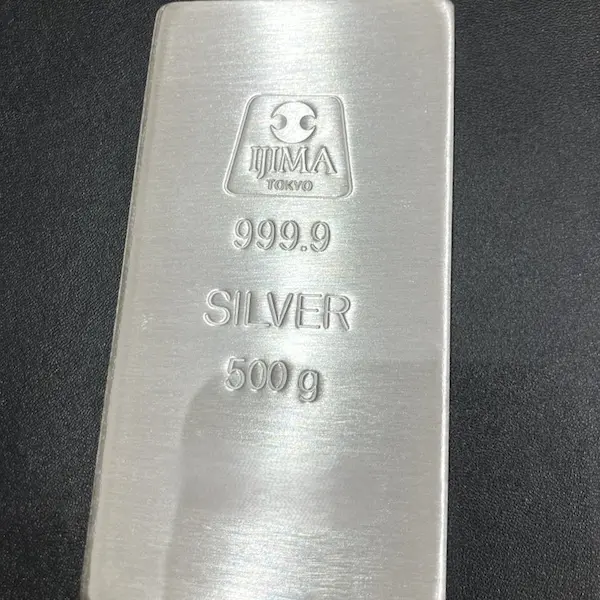 IJIMA
TOKYO
999.9
SILVER
500 g